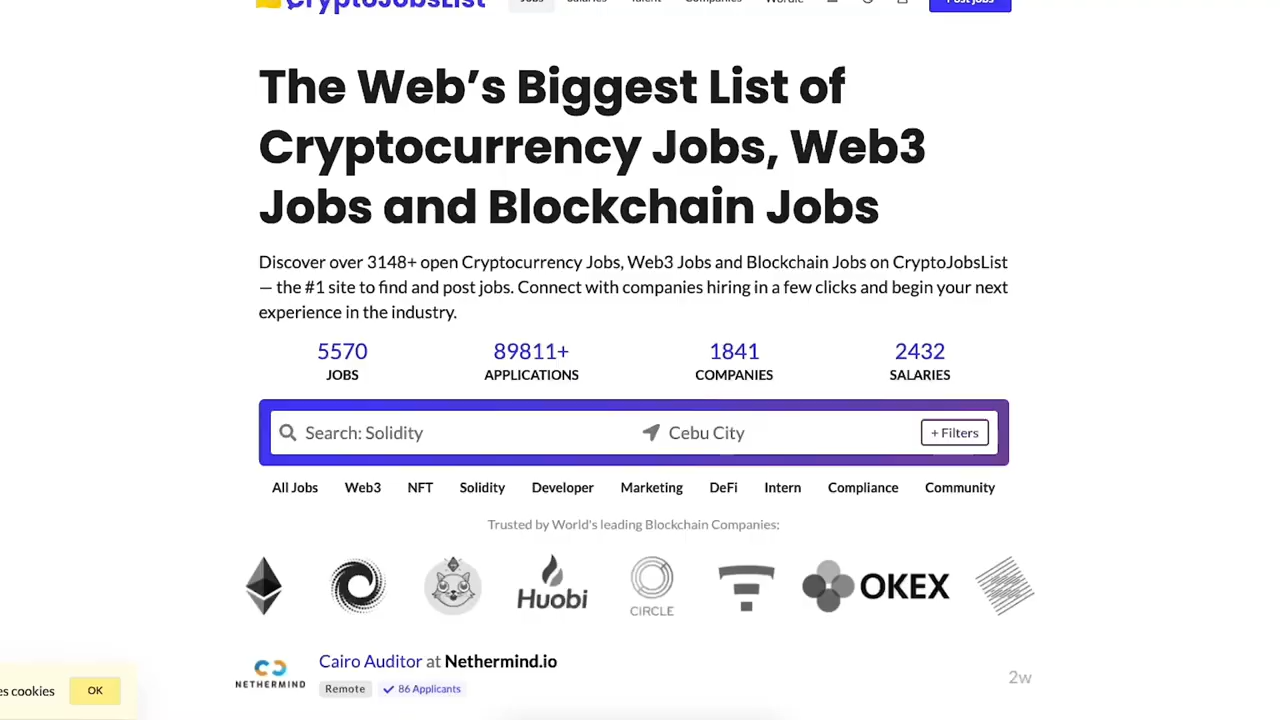 CryptoJobsList
Jobs Salaries Talent Companies Wordle Post jobs
The Web’s Biggest List of
Cryptocurrency Jobs, Web3
Jobs and Blockchain Jobs
Discover over 3148+ open Cryptocurrency Jobs, Web3 Jobs and Blockchain Jobs on CryptoJobsList
— the #1 site to find and post jobs. Connect with companies hiring in a few clicks and begin your next
experience in the industry.
5570 89811+ 1841 2432
JOBS APPLICATIONS COMPANIES SALARIES
Search: Solidity Cebu City + Filters
All Jobs Web3 NFT Solidity Developer Marketing DeFi Intern Compliance Community
Trusted by World's leading Blockchain Companies:
Huobi CIRCLE OKEX
Cairo Auditor at Nethermind.io
NETHERMIND
Remote 86 Applicants
2w
es cookies OK